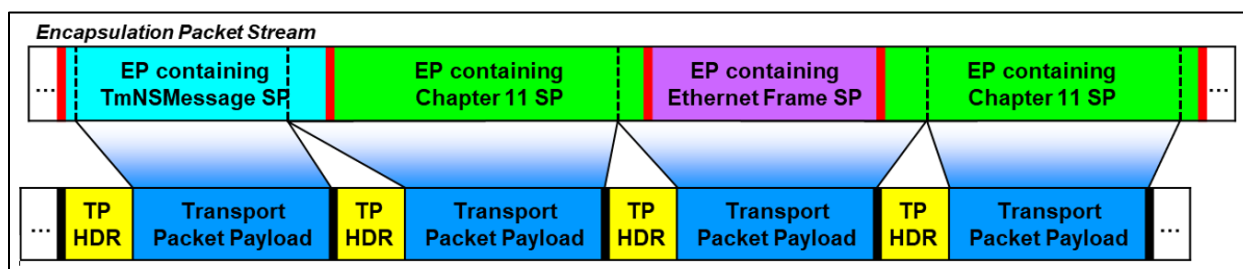 Encapsulation Packet Stream
... EP containing EP containing EP containing EP containing ...
TmNSMessage SP Chapter 11 SP Ethernet Frame SP Chapter 11 SP
... TP Transport TP Transport TP Transport TP Transport ...
HDR Packet Payload HDR Packet Payload HDR Packet Payload HDR Packet Payload